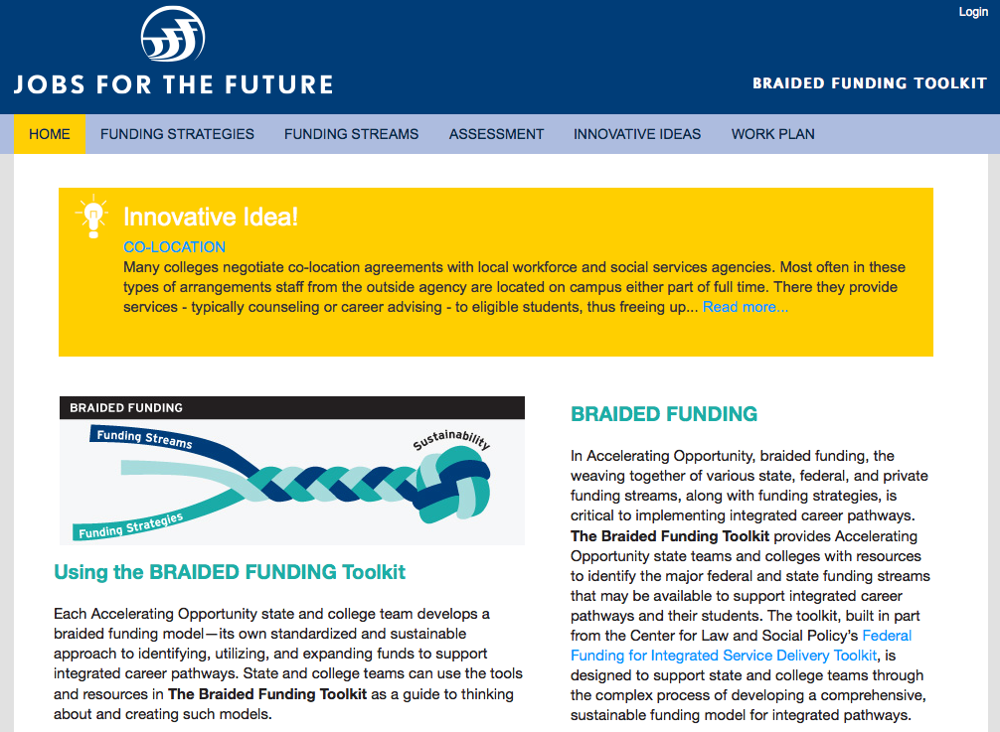 Login
JOBS FOR THE FUTURE
BRAIDED FUNDING TOOLKIT
HOME FUNDING STRATEGIES FUNDING STREAMS ASSESSMENT INNOVATIVE IDEAS WORK PLAN
Innovative Idea!
CO-LOCATION
Many colleges negotiate co-location agreements with local workforce and social services agencies. Most often in these
types of arrangements staff from the outside agency are located on campus either part of full time. There they provide
services - typically counseling or career advising - to eligible students, thus freeing up... Read more...
BRAIDED FUNDING
Funding Streams
Sustainability
Funding Strategies
Using the BRAIDED FUNDING Toolkit
Each Accelerating Opportunity state and college team develops a
braided funding model—its own standardized and sustainable
approach to identifying, utilizing, and expanding funds to support
integrated career pathways. State and college teams can use the tools
and resources in The Braided Funding Toolkit as a guide to thinking
about and creating such models.
BRAIDED FUNDING
In Accelerating Opportunity, braided funding, the
weaving together of various state, federal, and private
funding streams, along with funding strategies, is
critical to implementing integrated career pathways.
The Braided Funding Toolkit provides Accelerating
Opportunity state teams and colleges with resources
to identify the major federal and state funding streams
that may be available to support integrated career
pathways and their students. The toolkit, built in part
from the Center for Law and Social Policy's Federal
Funding for Integrated Service Delivery Toolkit, is
designed to support state and college teams through
the complex process of developing a comprehensive,
sustainable funding model for integrated pathways.